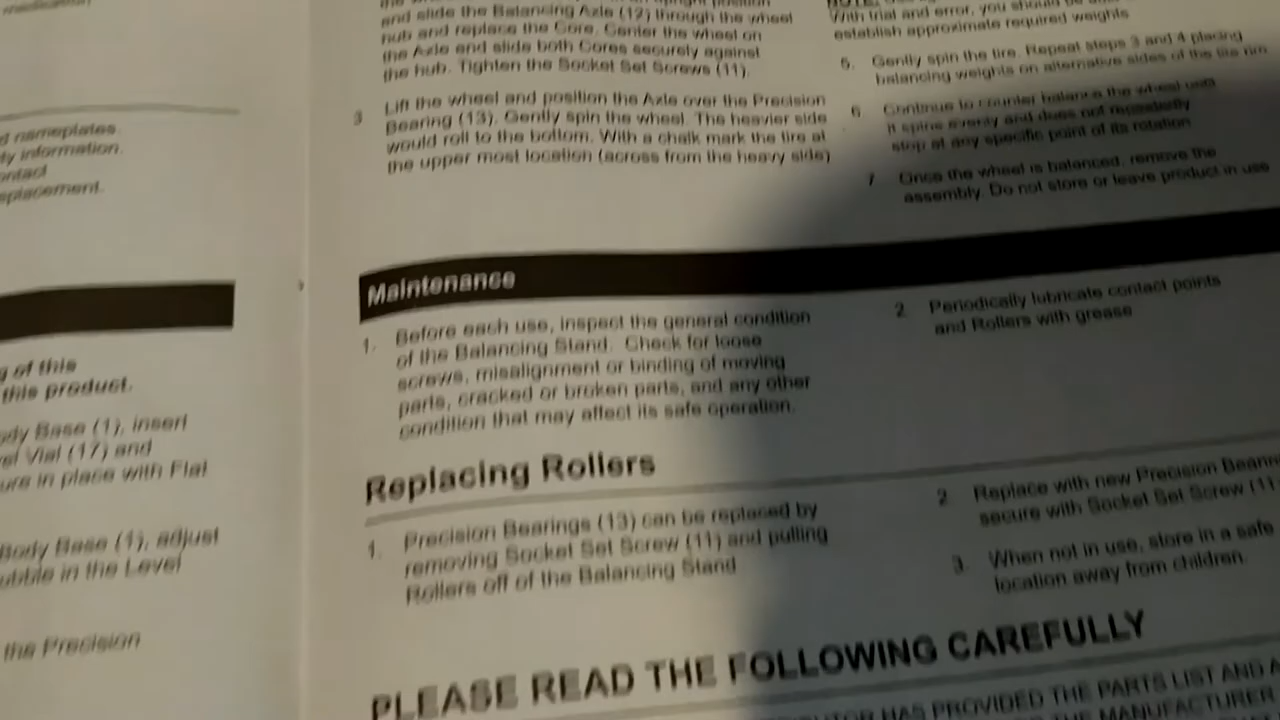 and slide the Balancing Axle (12) through the wheel
hub and replace the Core. Center the wheel on
the Axle and slide both Cores securely against
the hub. Tighten the Socket Set Screws (11).
3 Lift the wheel and position the Axle over the Precision
Bearing (13). Gently spin the wheel. The heavier side
would roll to the bottom. With a chalk mark the tire at
the upper most location (across from the heavy side)
With trial and error, you should be
establish approximate required weights
5. Gently spin the tire. Repeat steps 3 and 4 placing
balancing weights on alternative sides of the tire rim
6 Continue to counter balance the wheel until
it spins evenly and does not repeatedly
stop at any specific point of its rotation
7 Once the wheel is balanced, remove the
assembly. Do not store or leave product in use
nameplates
information.
placement.
Maintenance
1. Before each use, inspect the general condition
of the Balancing Stand. Check for loose
screws, misalignment or binding of moving
parts, cracked or broken parts, and any other
condition that may affect its safe operation.
2 Periodically lubricate contact points
and Rollers with grease
g of this
this product.
ody Base (1), insert
el Vial (17) and
ure in place with Flat
Body Base (1), adjust
ubble in the Level
the Precision
Replacing Rollers
1. Precision Bearings (13) can be replaced by
removing Socket Set Screw (11) and pulling
Rollers off of the Balancing Stand
2 Replace with new Precision Bearin
secure with Socket Set Screw (11)
3. When not in use, store in a safe
location away from children.
PLEASE READ THE FOLLOWING CAREFULLY
UTOR HAS PROVIDED THE PARTS LIST AND A
THE MANUFACTURER